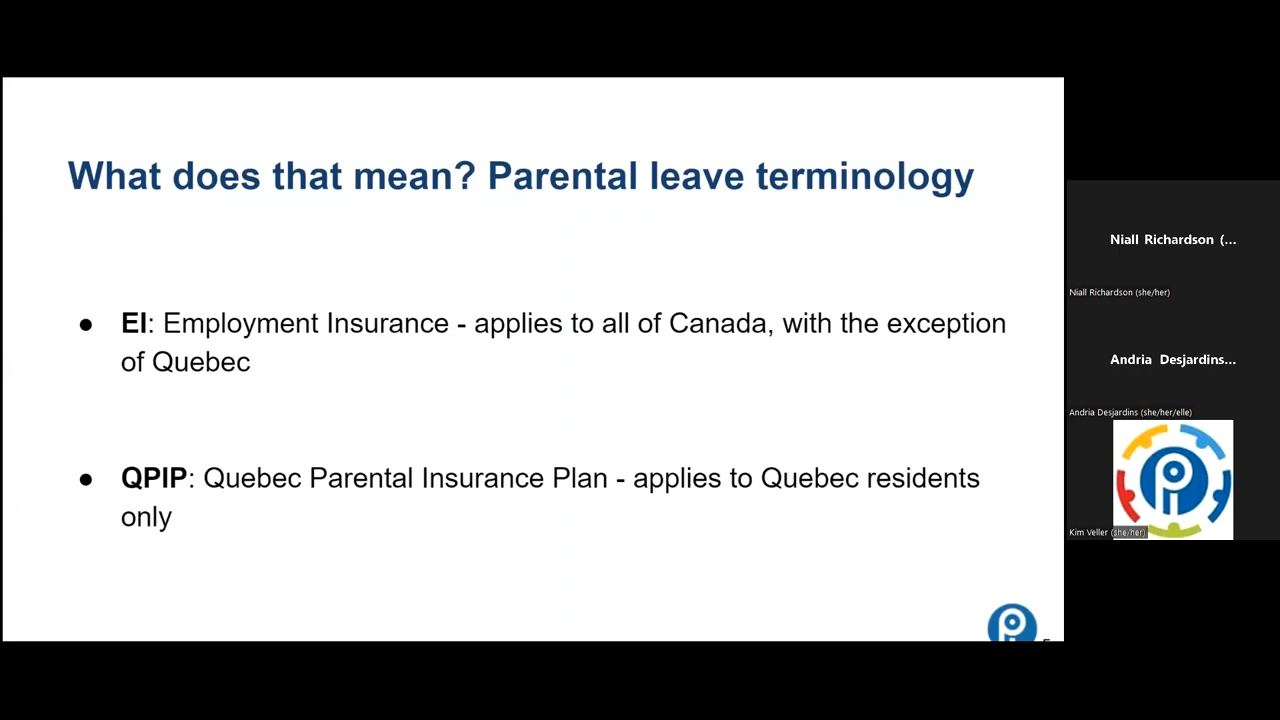 What does that mean? Parental leave terminology
● EI: Employment Insurance - applies to all of Canada, with the exception
of Quebec
● QPIP: Quebec Parental Insurance Plan - applies to Quebec residents
only
Niall Richardson (...
Niall Richardson (she/her)
Andria Desjardins...
Andria Desjardins (she/her/elle)
Kim Veller (she/her)